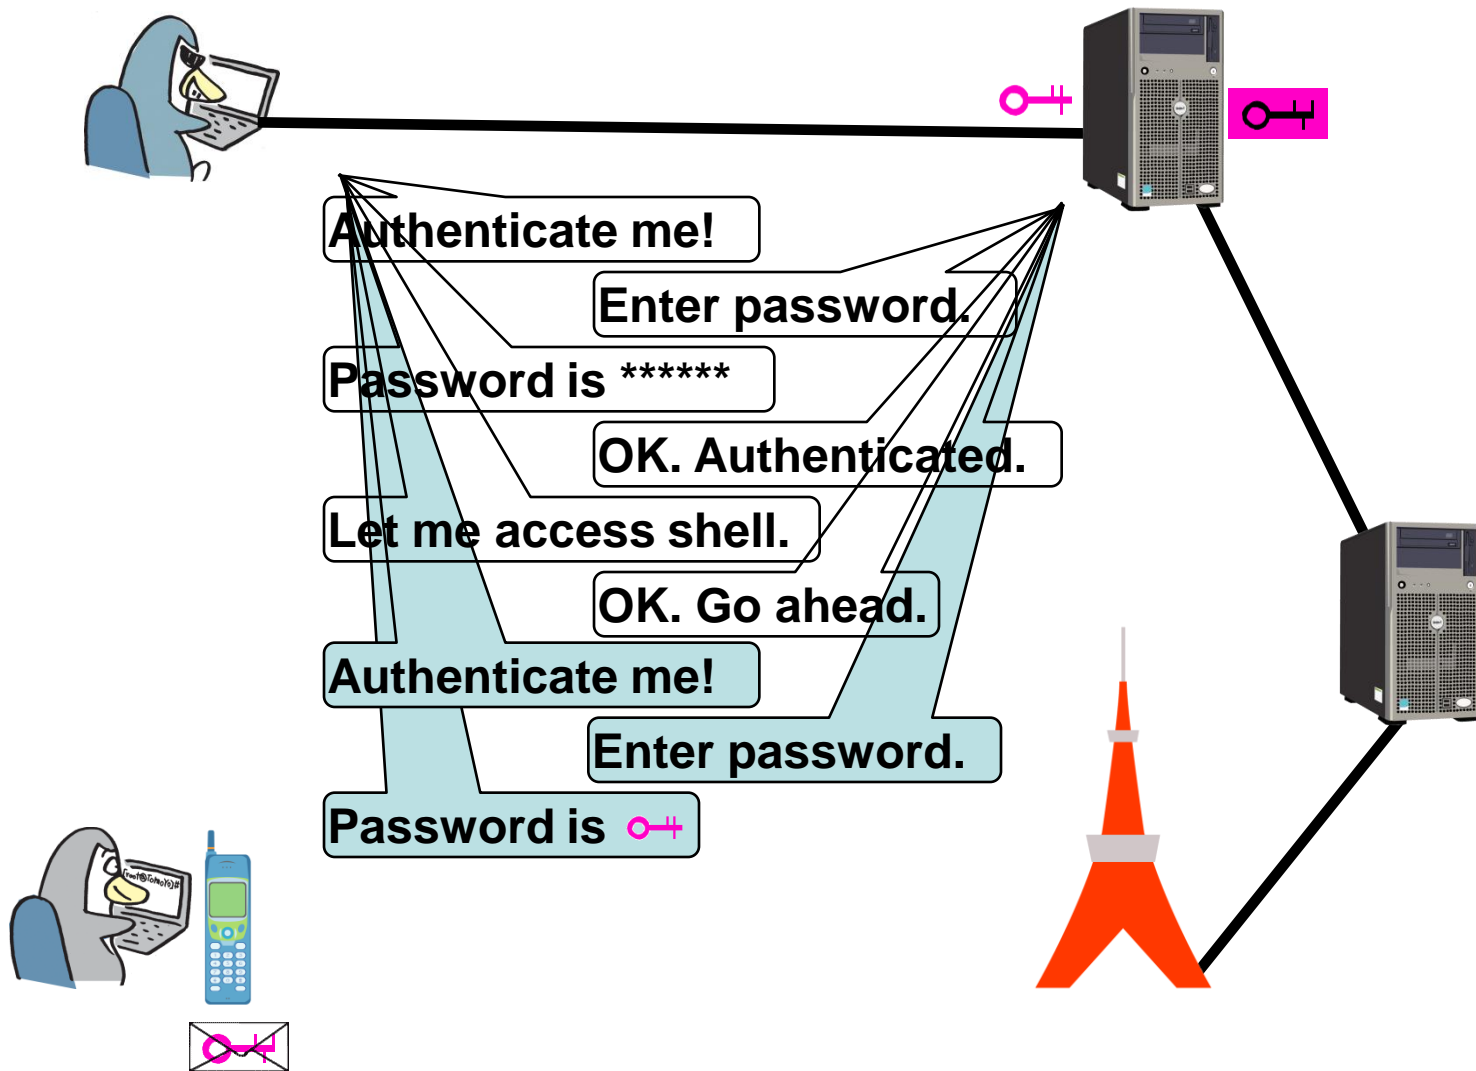 Authenticate me!
Enter password.
Password is ******
OK. Authenticated.
Let me access shell.
OK. Go ahead.
Authenticate me!
Enter password.
Password is